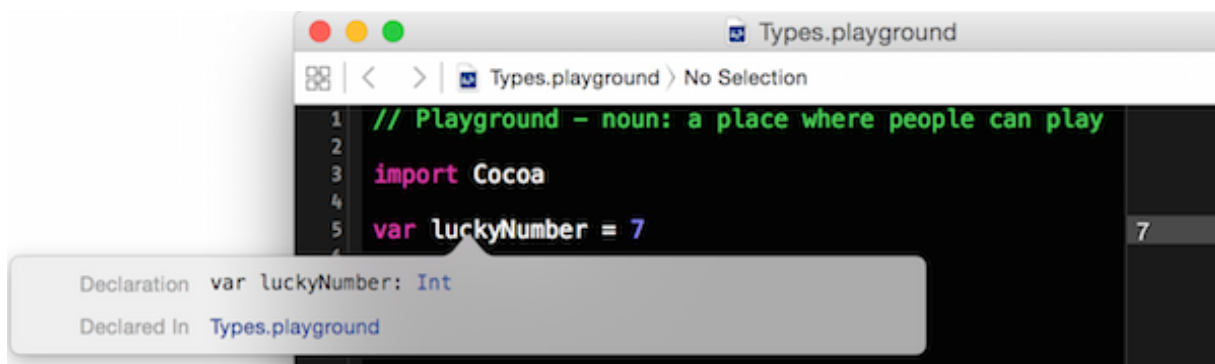 Types.playground
Types.playground 〉 No Selection
1 // Playground – noun: a place where people can play
2
3 import Cocoa
4
5 var luckyNumber = 7
7
Declaration var luckyNumber: Int
Declared In Types.playground